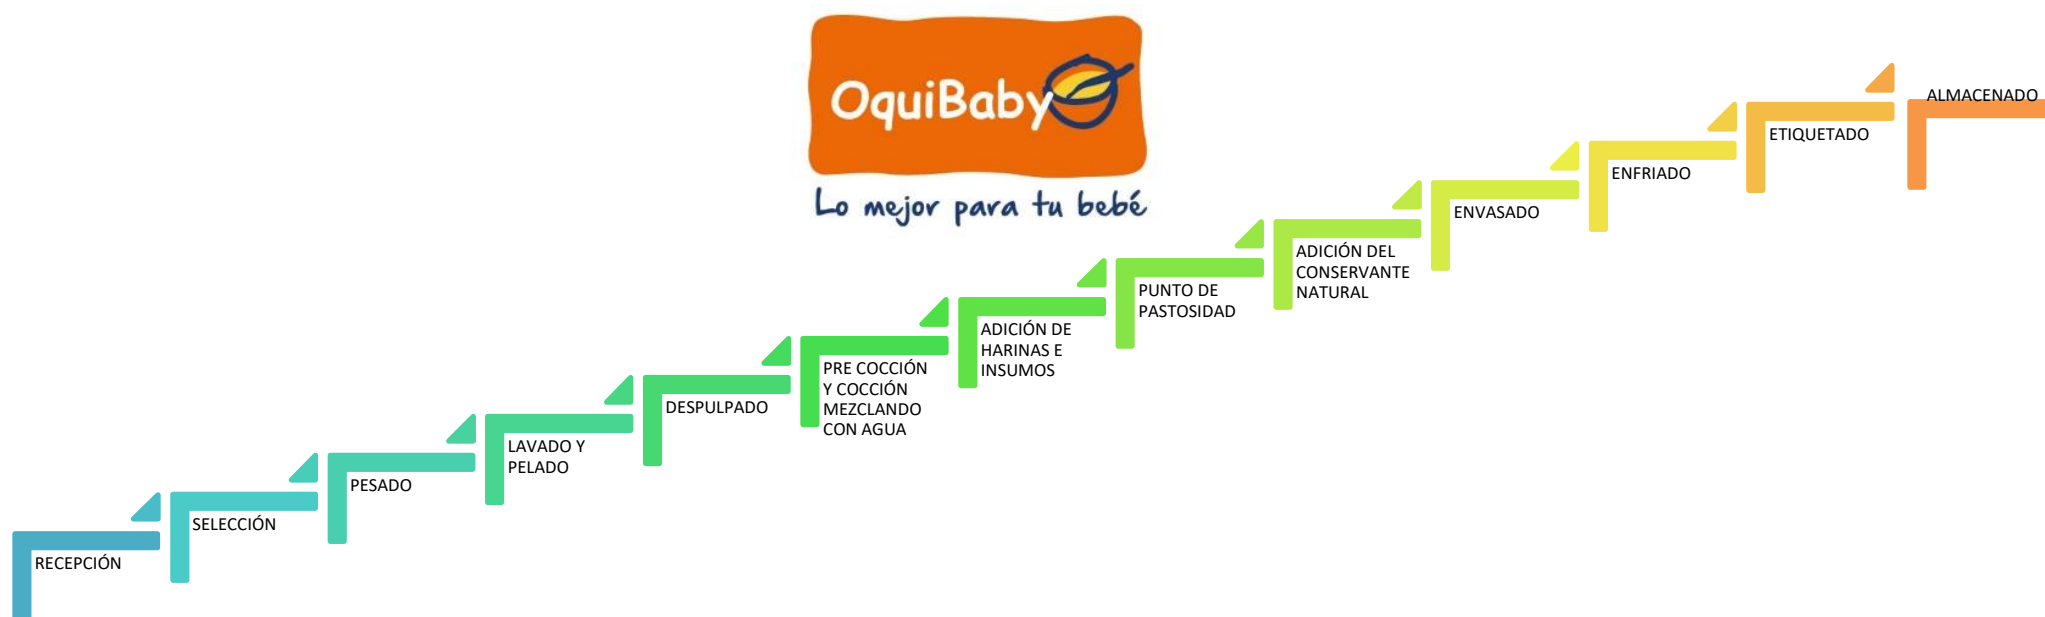 OquiBaby
Lo mejor para tu bebé
RECEPCIÓN
SELECCIÓN
PESADO
LAVADO Y
PELADO
DESPULPADO
PRE COCCIÓN
Y COCCIÓN
MEZCLANDO
CON AGUA
ADICIÓN DE
HARINAS E
INSUMOS
PUNTO DE
PASTOSIDAD
ADICIÓN DEL
CONSERVANTE
NATURAL
ENVASADO
ENFRIADO
ETIQUETADO
ALMACENADO